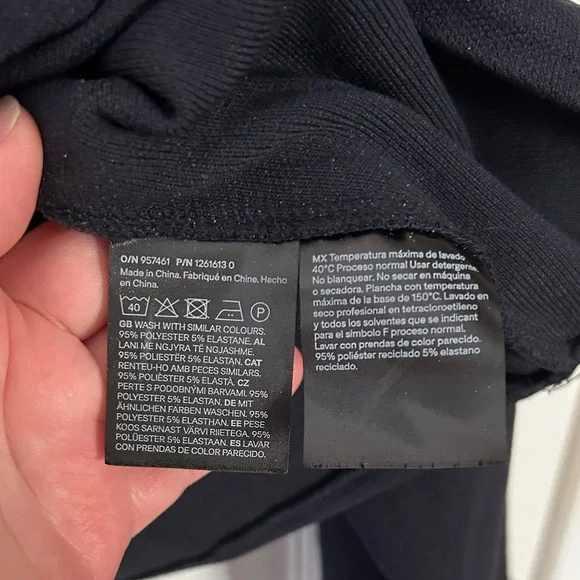 O/N 957461 P/N 1261613 0
Made in China. Fabriqué en Chine. Hecho
en China.
40 P
GB WASH WITH SIMILAR COLOURS.
95% POLYESTER 5% ELASTANE. AL
LANI ME NGJYRA TË NGJASHME.
95% POLIESTËR 5% ELASTAN. CAT
RENTEU-HO AMB PECES SIMILARS.
95% POLIÈSTER 5% ELASTÀ. CZ
PERTE S PODOBNÝMI BARVAMI. 95%
POLYESTER 5% ELASTAN. DE MIT
ÄHNLICHEN FARBEN WASCHEN. 95%
POLYESTER 5% ELASTHAN. EE PESE
KOOS SARNAST VÄRVI RIIETEGA. 95%
POLÜESTER 5% ELASTAAN. ES LAVAR
CON PRENDAS DE COLOR PARECIDO.
MX Temperatura máxima de lavado
40°C Proceso normal Usar detergente
No blanquear. No secar en máquina
o secadora. Plancha con temperatura
máxima de la base de 150°C. Lavado en
seco profesional en tetracloroetileno
y todos los solventes que se indican
para el simbolo F proceso normal.
Lavar con prendas de color parecido.
95% poliéster reciclado 5% elastano
reciclado.